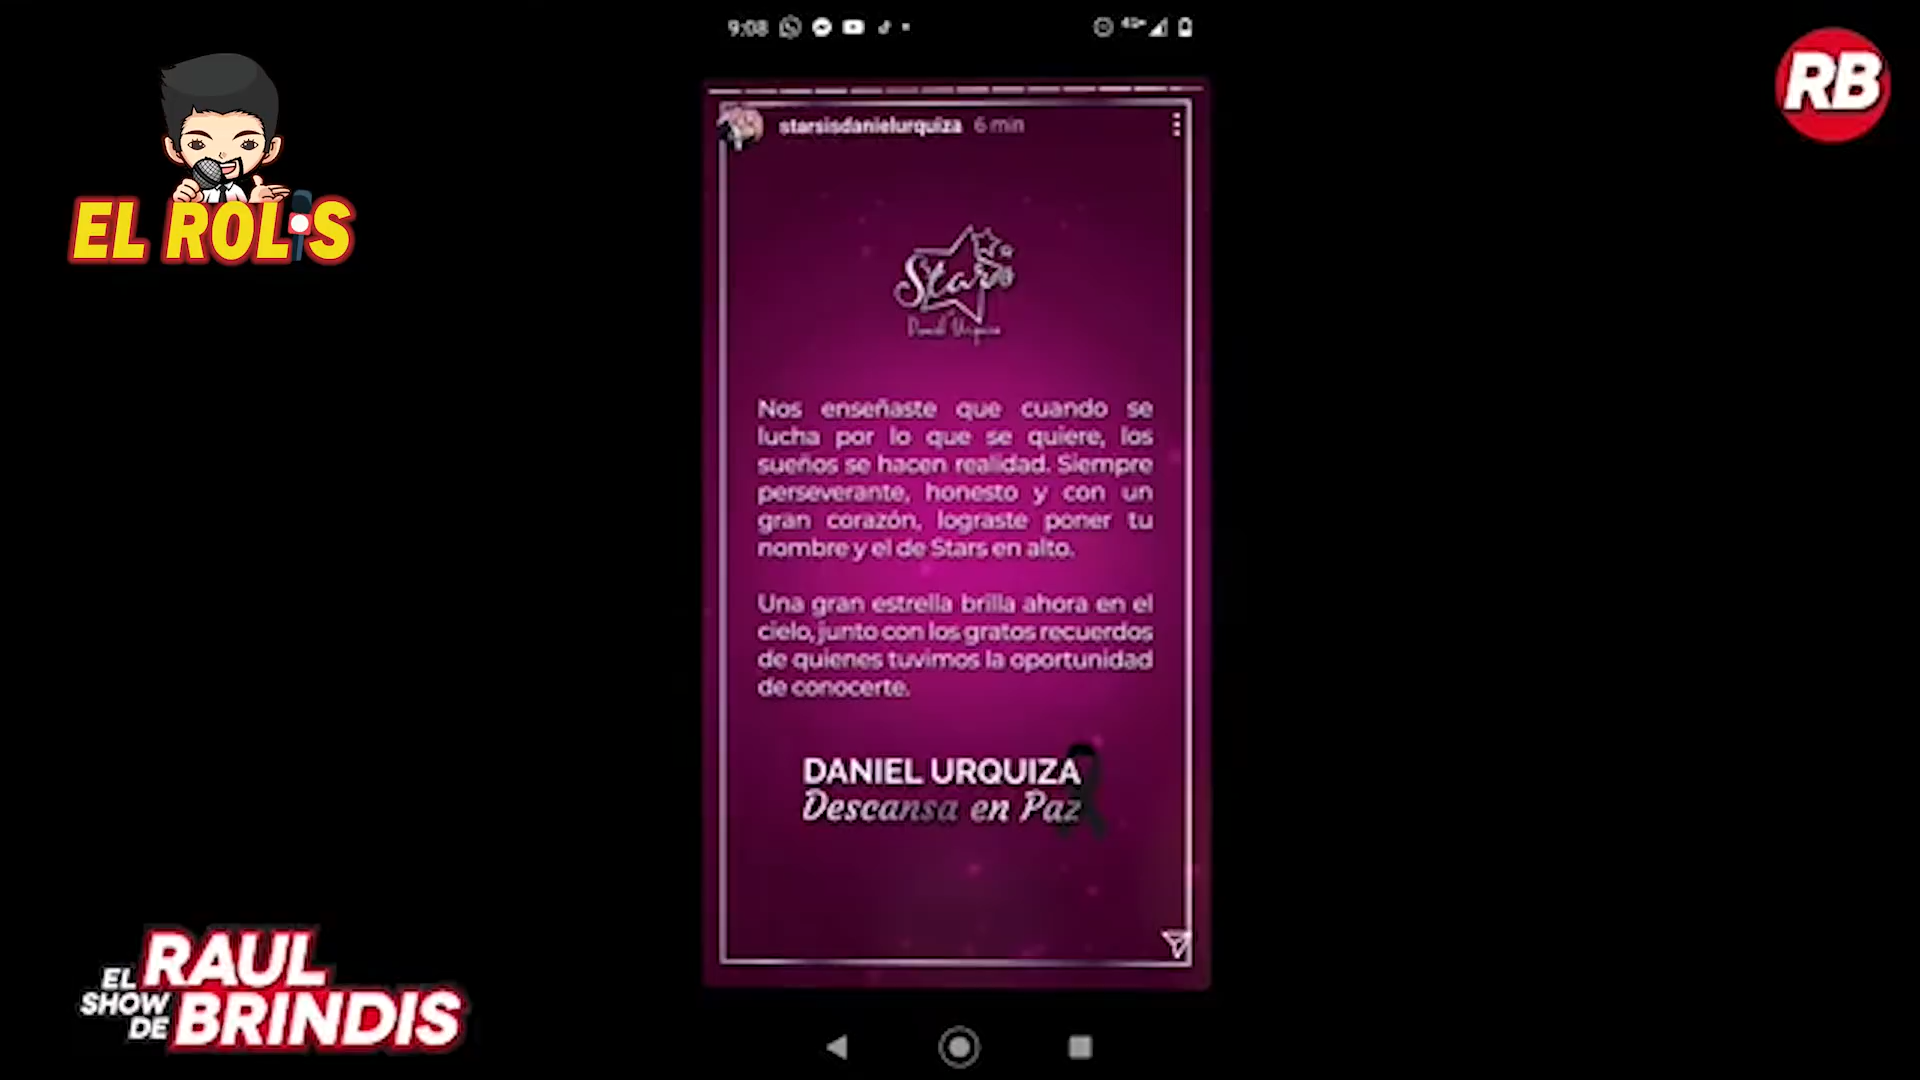 9:08
4G+
EL ROLIS
RB
starsisdanielurquiza 6 min
Stars
Daniel Urquiza
Nos enseñaste que cuando se
lucha por lo que se quiere, los
sueños se hacen realidad. Siempre
perseverante, honesto y con un
gran corazón, lograste poner tu
nombre y el de Stars en alto.
Una gran estrella brilla ahora en el
cielo, junto con los gratos recuerdos
de quienes tuvimos la oportunidad
de conocerte.
DANIEL URQUIZA
Descansa en Paz
EL SHOW DE
RAUL
BRINDIS